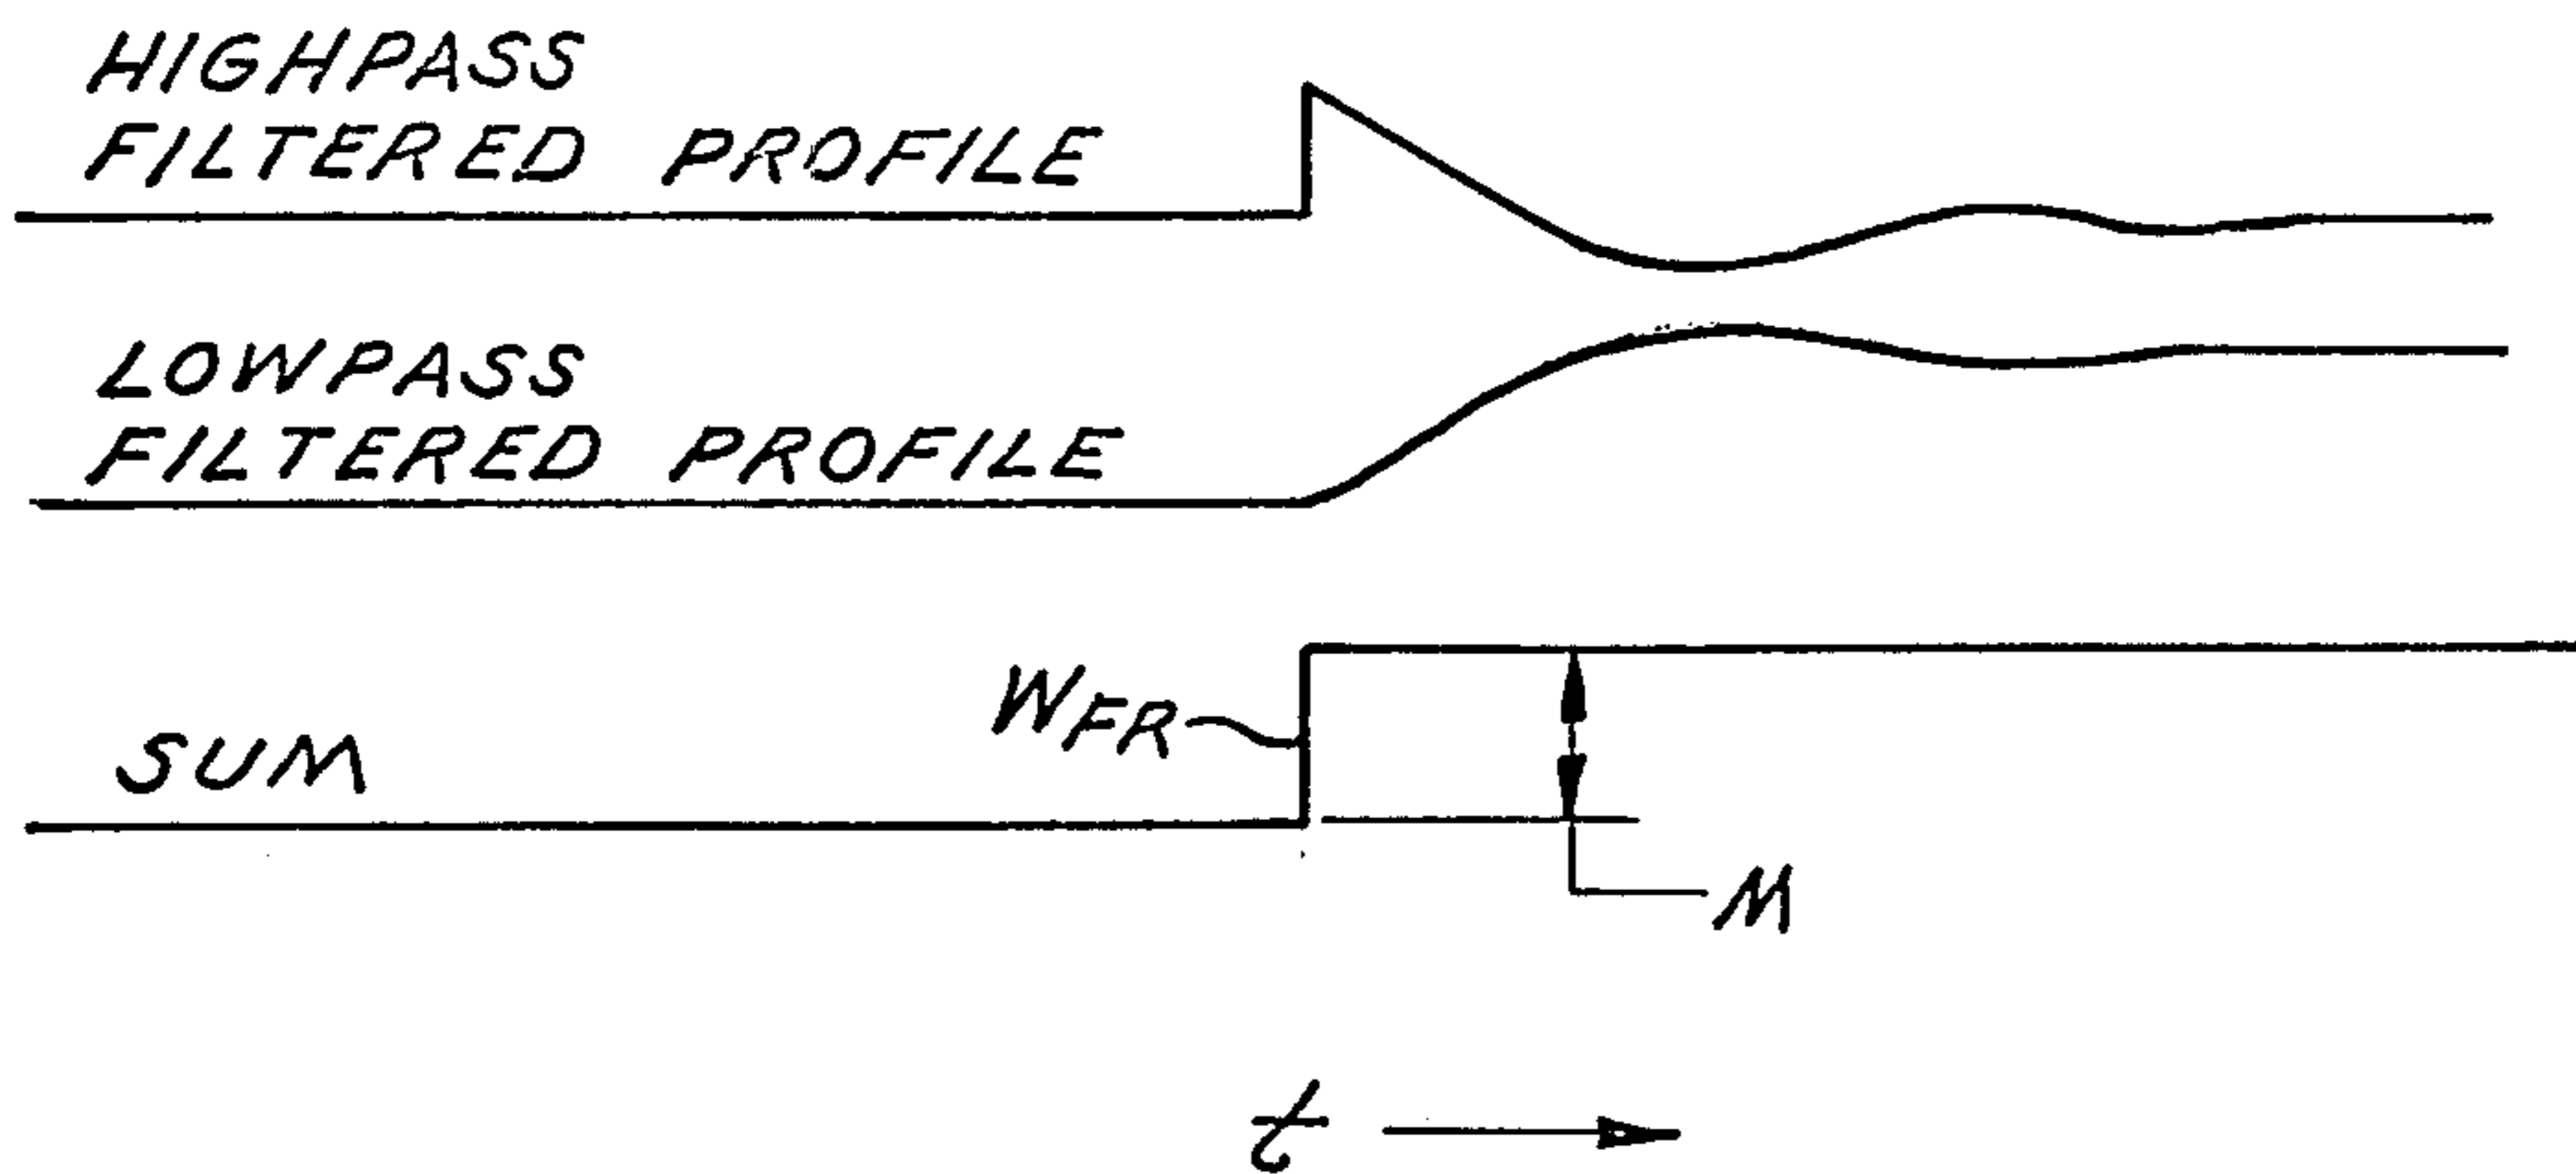 HIGHPASS
FILTERED PROFILE
LOWPASS
FILTERED PROFILE
WFR
SUM
M
t